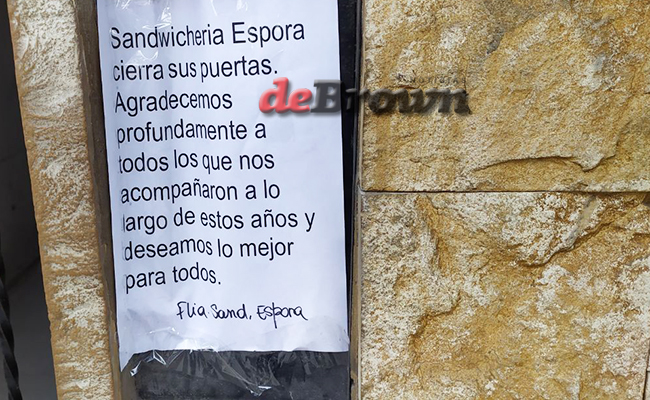 Sandwicheria Espora
cierra sus puertas.
Agradecemos
deBrown
profundamente a
todos los que nos
acompañaron a lo
largo de estos años y
deseamos lo mejor
para todos.
Flia. Sand. Espora